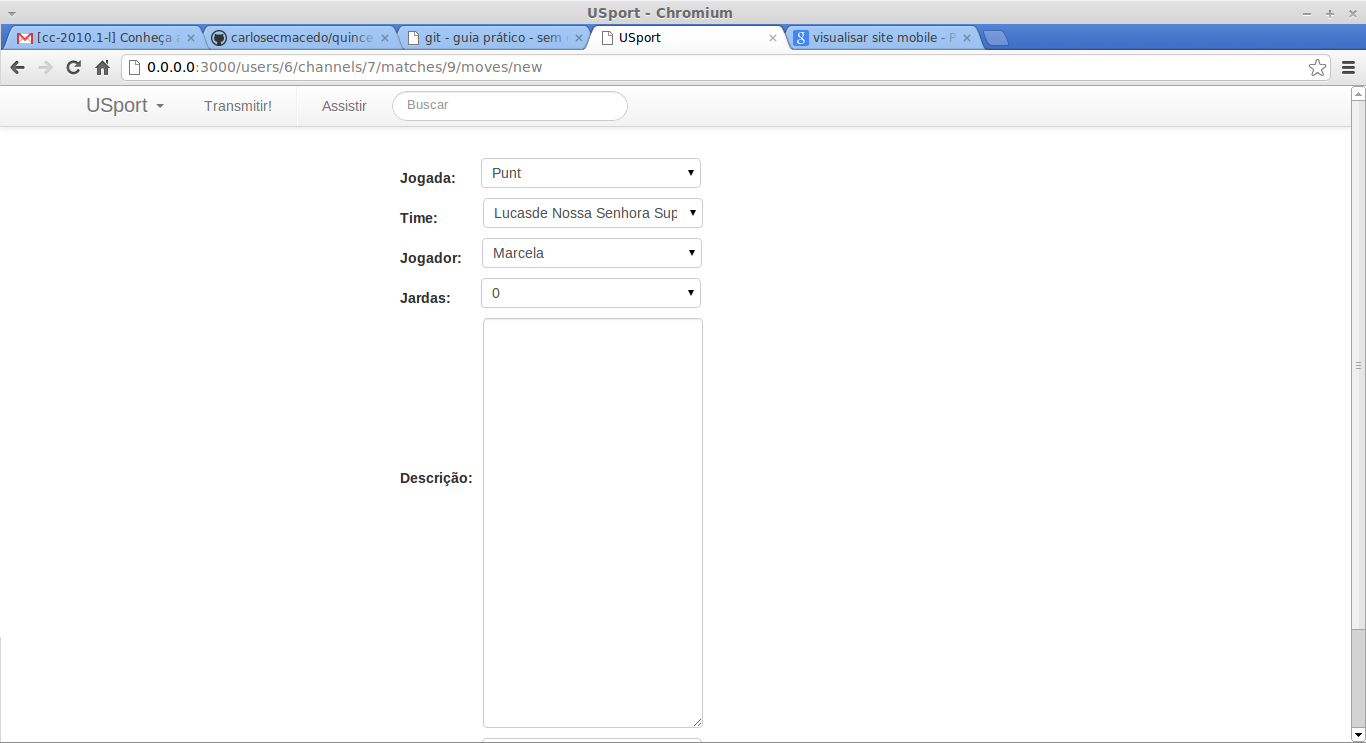 USport - Chromium
[cc-2010.1-l] Conheça
carlosecmacedo/quince
git - guia prático - sem
USport
visualisar site mobile - P
0.0.0.0:3000/users/6/channels/7/matches/9/moves/new
USport Transmitir! Assistir Buscar
Jogada: Punt
Time: Lucasde Nossa Senhora Sup
Jogador: Marcela
Jardas: 0
Descrição: